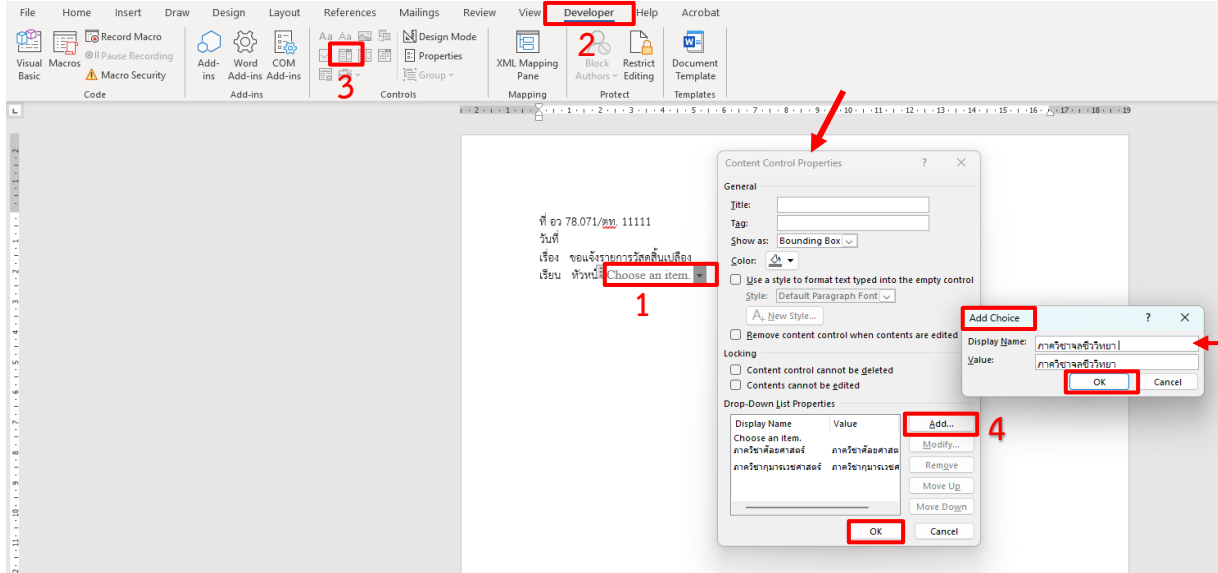 File Home Insert Draw Design Layout References Mailings Review View Developer Help Acrobat
Record Macro
Pause Recording
Macro Security
Visual Basic
Macros
Code
Add-ins
Word Add-ins
COM Add-ins
Add-ins
Aa Aa
Design Mode
Properties
Group
Controls
XML Mapping Pane
Mapping
Block Authors
Restrict Editing
Protect
Document Template
Templates
2
3
ที่ อว 78.071/ศท. 11111
วันที่
เรื่อง ขอแจ้งรายการวัสดุสิ้นเปลือง
เรียน หัวหน้า Choose an item.
1
Content Control Properties ? ×
General
Title:
Tag:
Show as: Bounding Box
Color:
Use a style to format text typed into the empty control
Style: Default Paragraph Font
New Style...
Remove content control when contents are edited
Locking
Content control cannot be deleted
Contents cannot be edited
Drop-Down List Properties
Display Name Value
Choose an item.
ภาควิชาศัลยศาสตร์ ภาควิชาศัลยศาส
ภาควิชากุมารเวชศาสตร์ ภาควิชากุมารเวชศ
Add...
Modify...
Remove
Move Up
Move Down
OK Cancel
4
Add Choice ? ×
Display Name: ภาควิชาจุลชีววิทยา
Value: ภาควิชาจุลชีววิทยา
OK Cancel